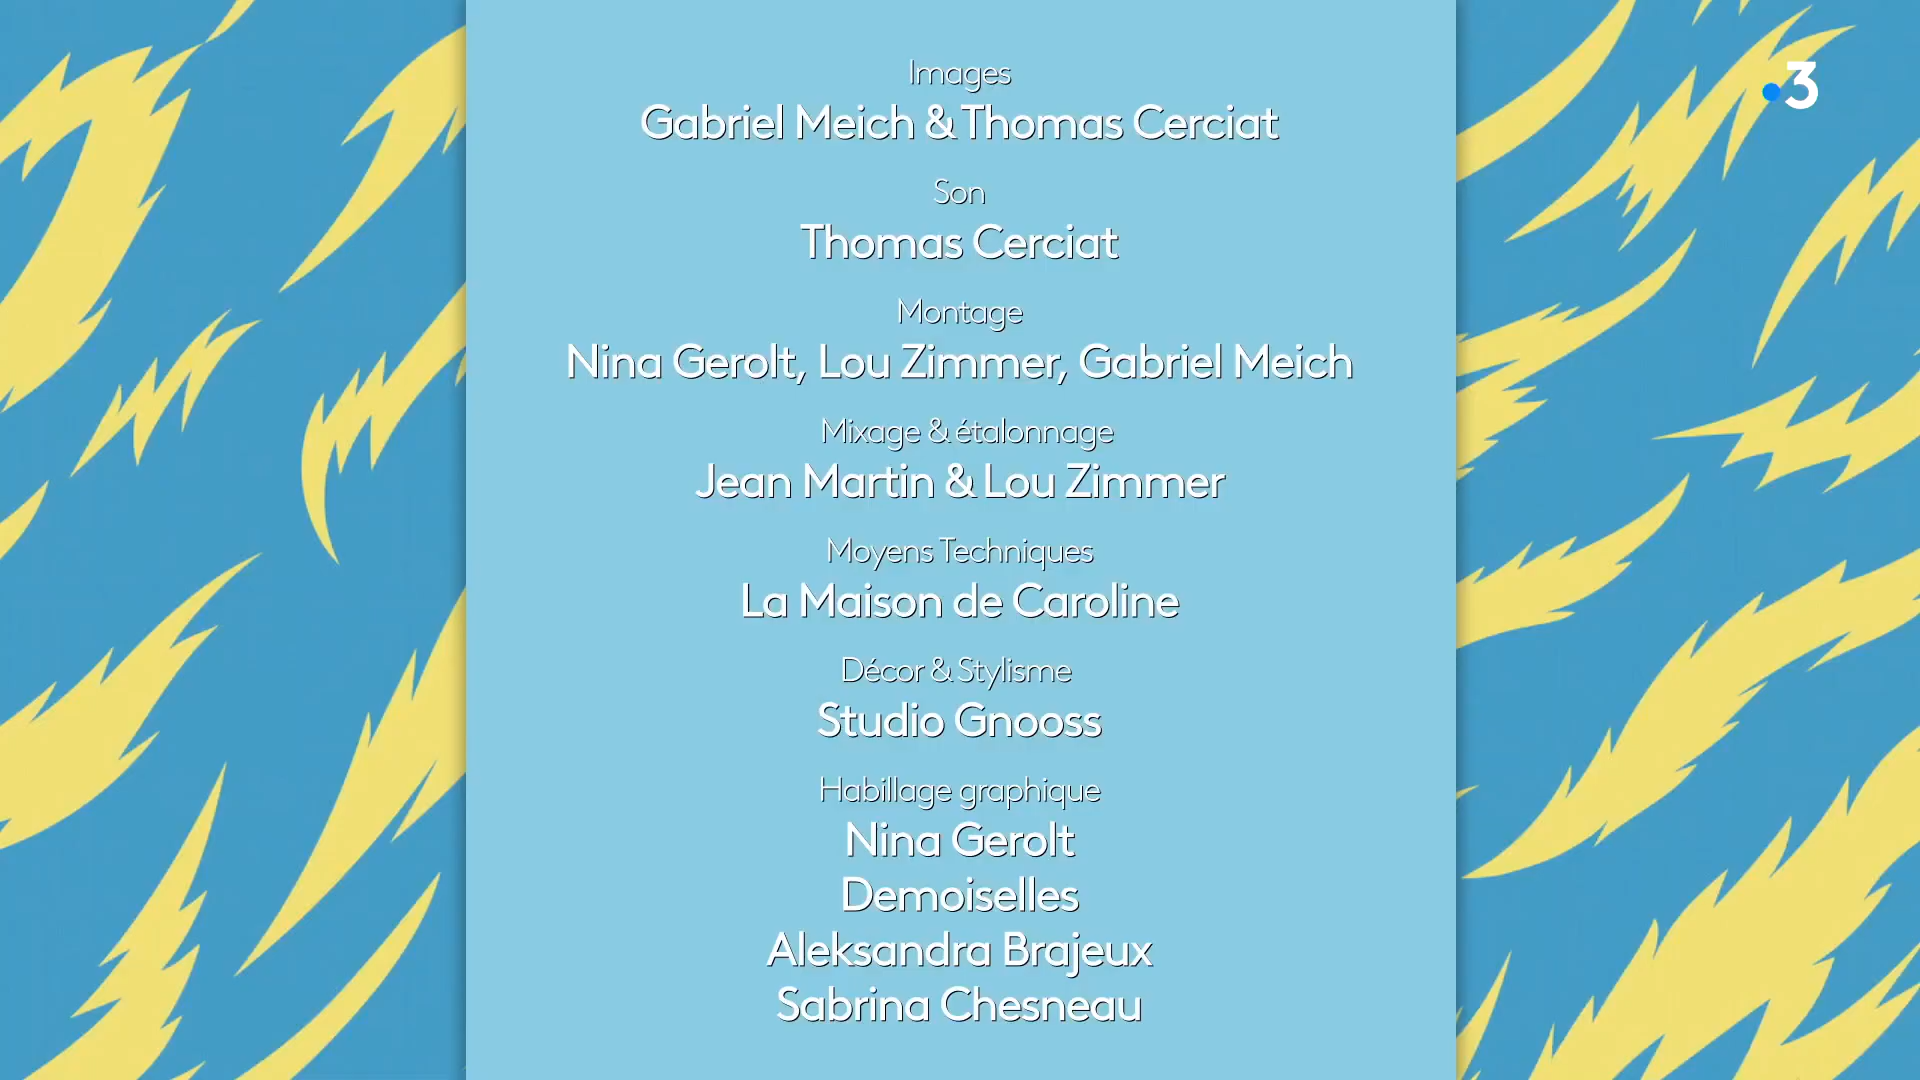 Images
Gabriel Meich & Thomas Cerciat
Son
Thomas Cerciat
Montage
Nina Gerolt, Lou Zimmer, Gabriel Meich
Mixage & étalonnage
Jean Martin & Lou Zimmer
Moyens Techniques
La Maison de Caroline
Décor & Stylisme
Studio Gnooss
Habillage graphique
Nina Gerolt
Demoiselles
Aleksandra Brajeux
Sabrina Chesneau
3